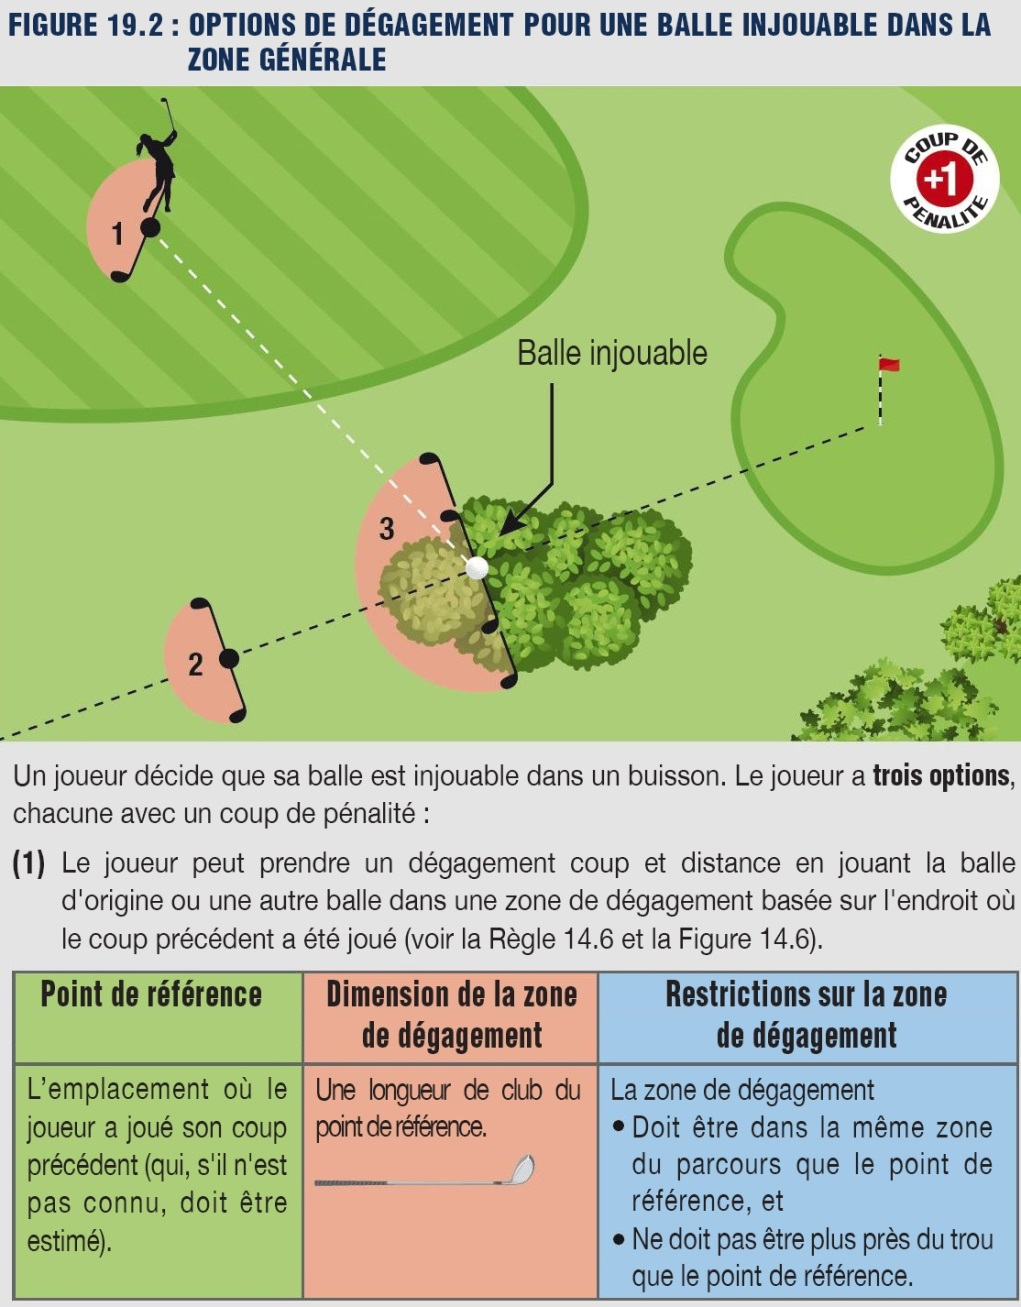 FIGURE 19.2 : OPTIONS DE DÉGAGEMENT POUR UNE BALLE INJOUABLE DANS LA
ZONE GÉNÉRALE
COUP DE
+1
PENALITE
1
Balle injouable
3
2
Un joueur décide que sa balle est injouable dans un buisson. Le joueur a trois options,
chacune avec un coup de pénalité :
(1) Le joueur peut prendre un dégagement coup et distance en jouant la balle
d'origine ou une autre balle dans une zone de dégagement basée sur l'endroit où
le coup précédent a été joué (voir la Règle 14.6 et la Figure 14.6).
Point de référence
Dimension de la zone
de dégagement
Restrictions sur la zone
de dégagement
L'emplacement où le
joueur a joué son coup
précédent (qui, s'il n'est
pas connu, doit être
estimé).
Une longueur de club du
point de référence.
La zone de dégagement
• Doit être dans la même zone
du parcours que le point de
référence, et
• Ne doit pas être plus près du trou
que le point de référence.